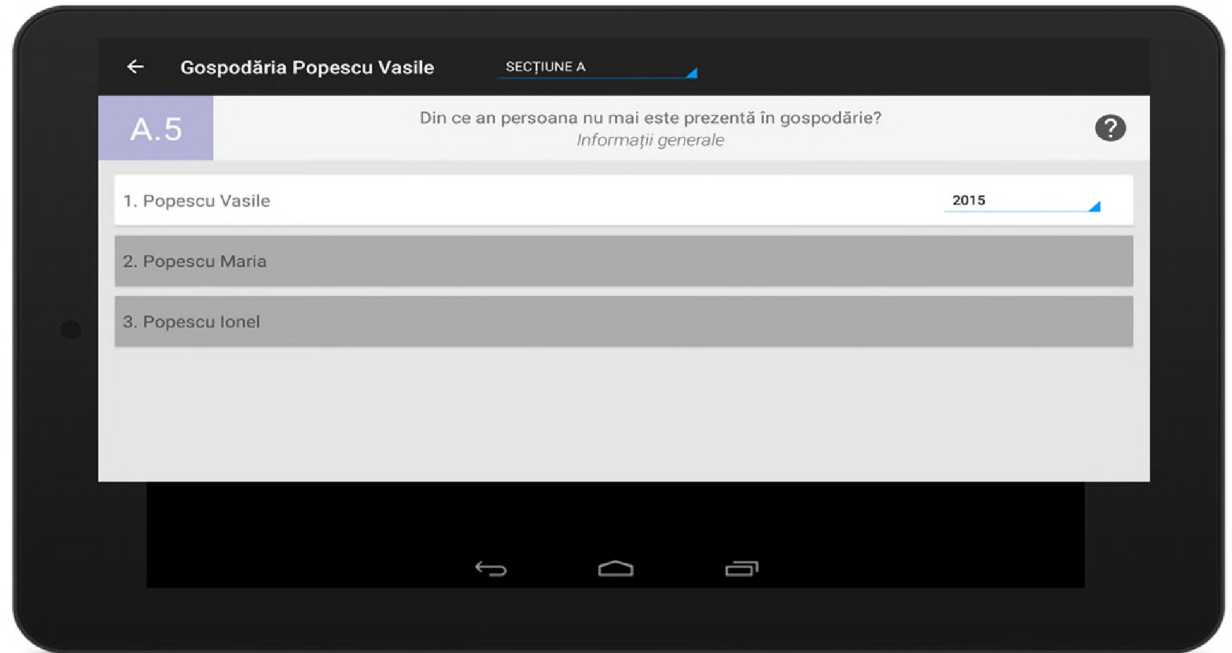 Gospodăria Popescu Vasile
SECȚIUNE A
A.5
Din ce an persoana nu mai este prezentă în gospodărie?
Informații generale
?
1. Popescu Vasile
2015
2. Popescu Maria
3. Popescu Ionel